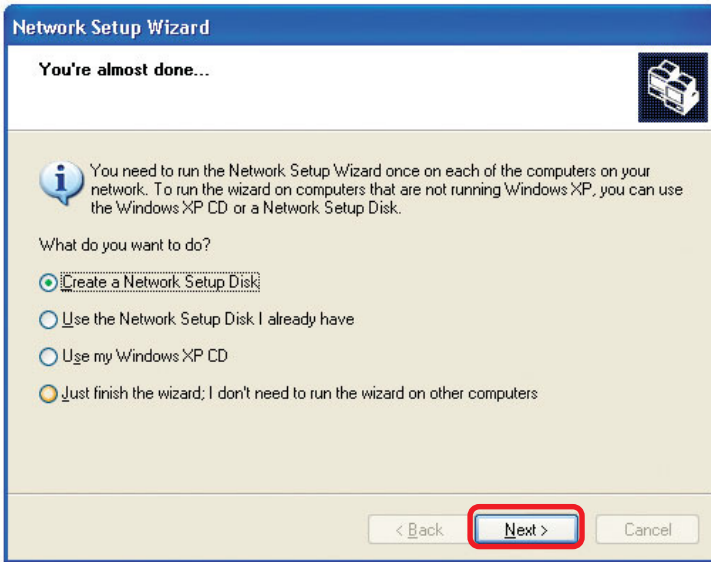 Network Setup Wizard
You're almost done...
You need to run the Network Setup Wizard once on each of the computers on your
network. To run the wizard on computers that are not running Windows XP, you can use
the Windows XP CD or a Network Setup Disk.
What do you want to do?
Create a Network Setup Disk
Use the Network Setup Disk I already have
Use my Windows XP CD
Just finish the wizard; I don't need to run the wizard on other computers
< Back Next > Cancel